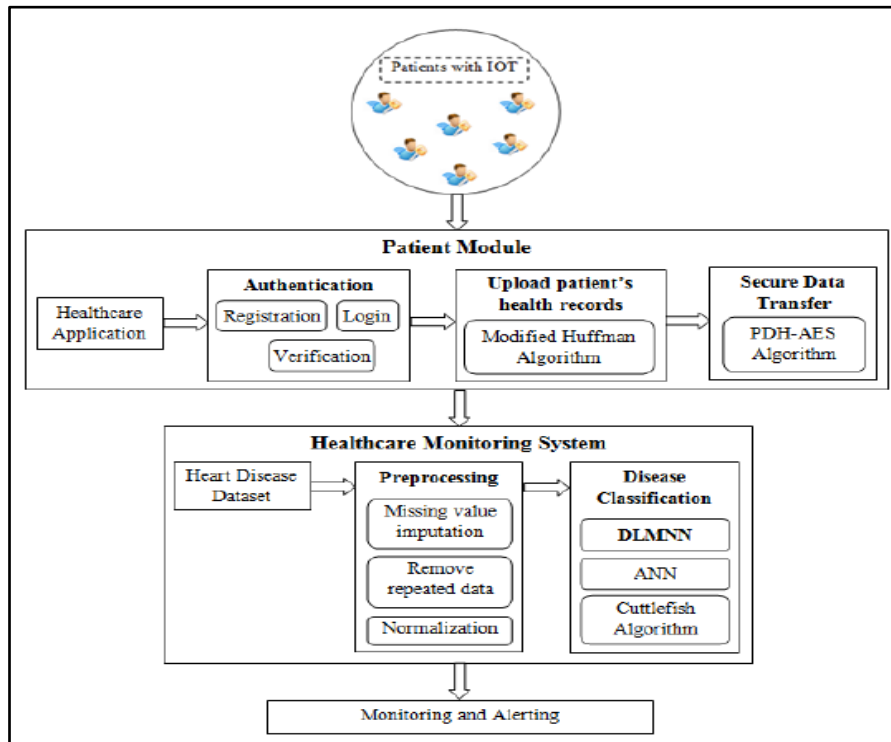 Patients with IOT
Patient Module
Healthcare
Application
Authentication
Registration
Login
Verification
Upload patient's
health records
Modified Huffman
Algorithm
Secure Data
Transfer
PDH-AES
Algorithm
Healthcare Monitoring System
Heart Disease
Dataset
Preprocessing
Missing value
imputation
Remove
repeated data
Normalization
Disease
Classification
DLMNN
ANN
Cuttlefish
Algorithm
Monitoring and Alerting